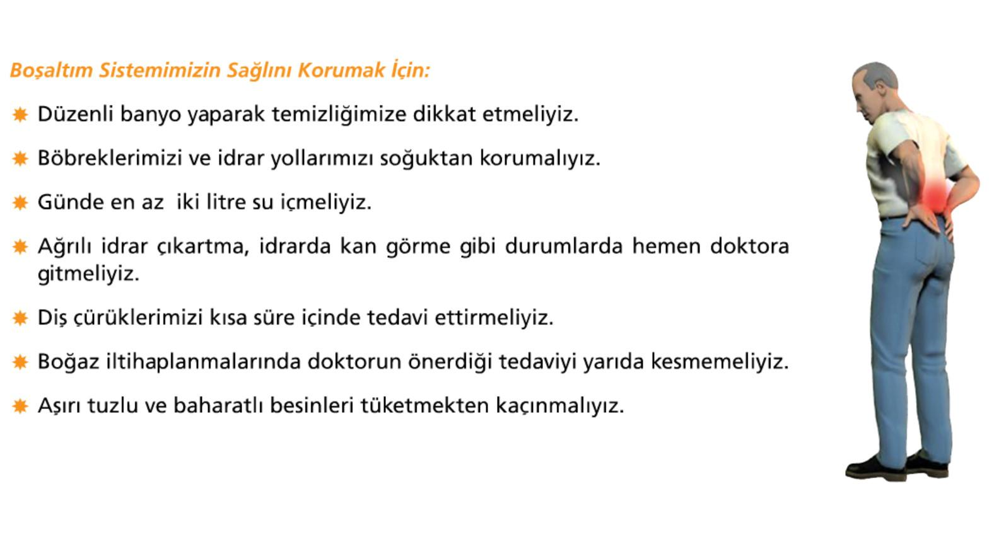 Boşaltım Sistemimizin Sağlını Korumak İçin:
Düzenli banyo yaparak temizliğimize dikkat etmeliyiz.
Böbreklerimizi ve idrar yollarımızı soğuktan korumalıyız.
Günde en az  iki litre su içmeliyiz.
Ağrılı idrar çıkartma, idrarda kan görme gibi durumlarda hemen doktora
gitmeliyiz.
Diş çürüklerimizi kısa süre içinde tedavi ettirmeliyiz.
Boğaz iltihaplanmalarında doktorun önerdiği tedaviyi yarıda kesmemeliyiz.
Aşırı tuzlu ve baharatlı besinleri tüketmekten kaçınmalıyız.